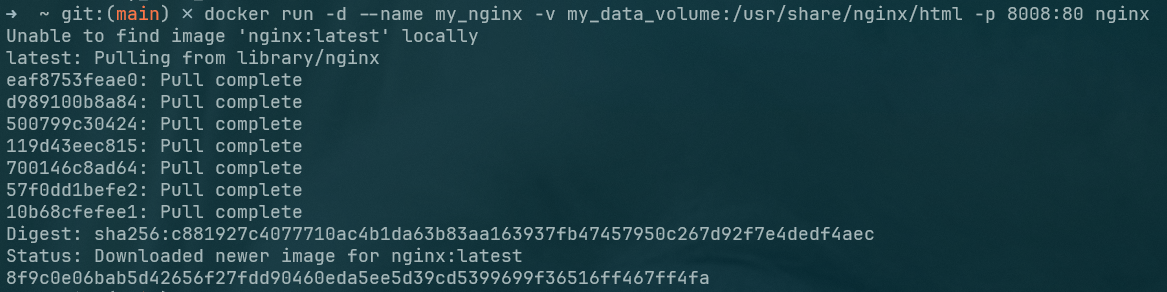 → ~ git:(main) × docker run -d --name my_nginx -v my_data_volume:/usr/share/nginx/html -p 8008:80 nginx
Unable to find image 'nginx:latest' locally
latest: Pulling from library/nginx
eaf8753feae0: Pull complete
d989100b8a84: Pull complete
500799c30424: Pull complete
119d43eec815: Pull complete
700146c8ad64: Pull complete
57f0dd1befe2: Pull complete
10b68cfefee1: Pull complete
Digest: sha256:c881927c4077710ac4b1da63b83aa163937fb47457950c267d92f7e4dedf4aec
Status: Downloaded newer image for nginx:latest
8f9c0e06bab5d42656f27fdd90460eda5ee5d39cd5399699f36516ff467ff4fa